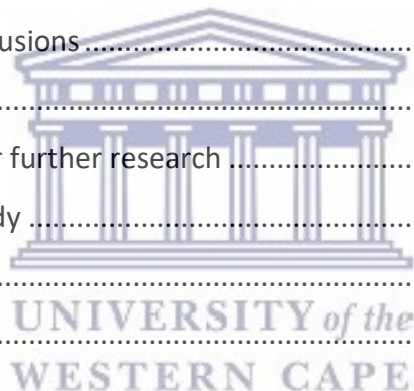 usions ..............................
..............................
r further research ..................
dy ..............................
..............................
UNIVERSITY of the
..............................
WESTERN CAPE